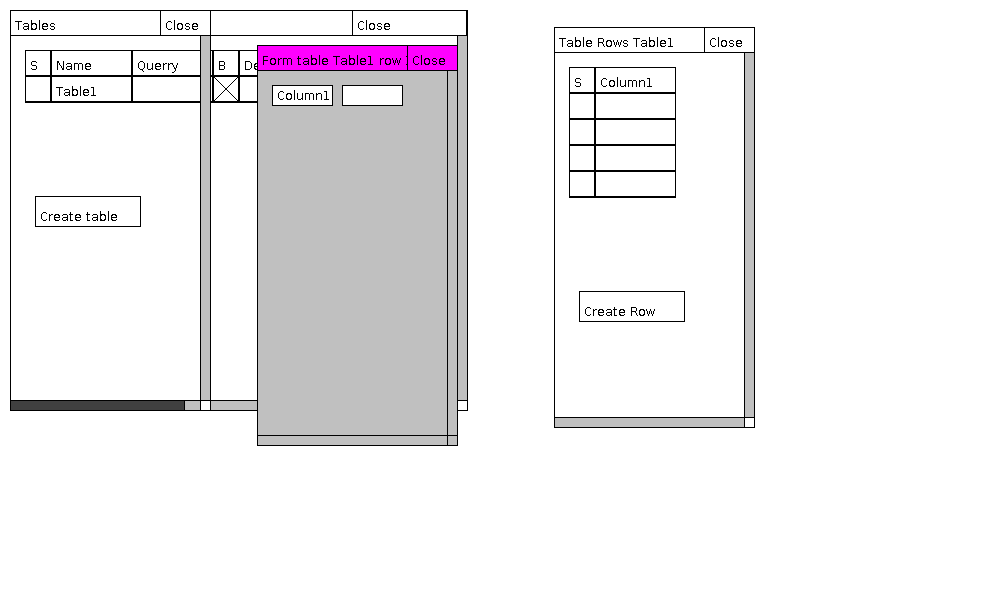 Tables Close Close
S Name Querry B De
Table1
Create table
Form table Table1 row Close
Column1
Table Rows Table1 Close
S Column1
Create Row